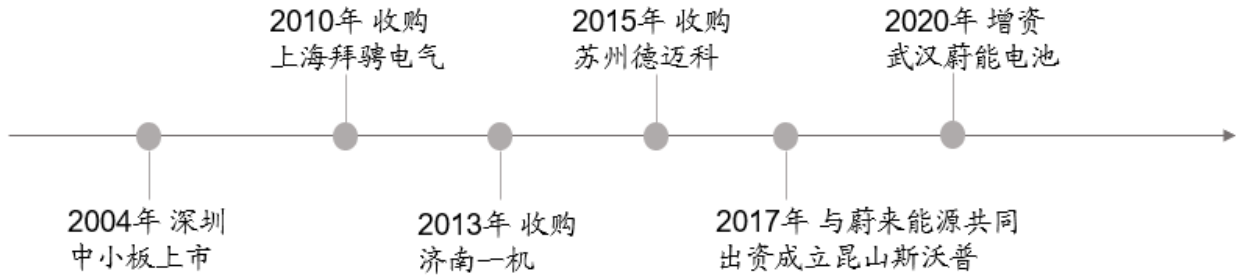 2010年 收购
上海拜骋电气
2015年 收购
苏州德迈科
2020年 增资
武汉蔚能电池
2004年 深圳
中小板上市
2013年 收购
济南一机
2017年 与蔚来能源共同
出资成立昆山斯沃普